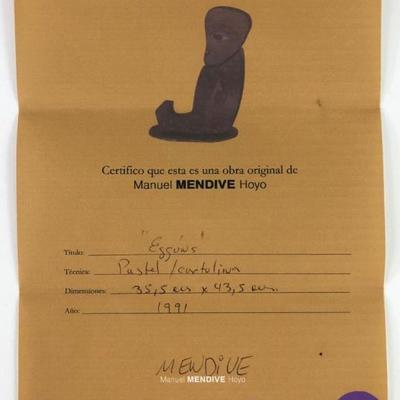 Certifico que esta es una obra original de
Manuel MENDIVE Hoyo
Título: "Eggúns"
Técnica: Pastel / cartulina
Dimensiones: 35,5 cm x 43,5 cm.
Año: 1991
MENDIVE
Manuel MENDIVE Hoyo